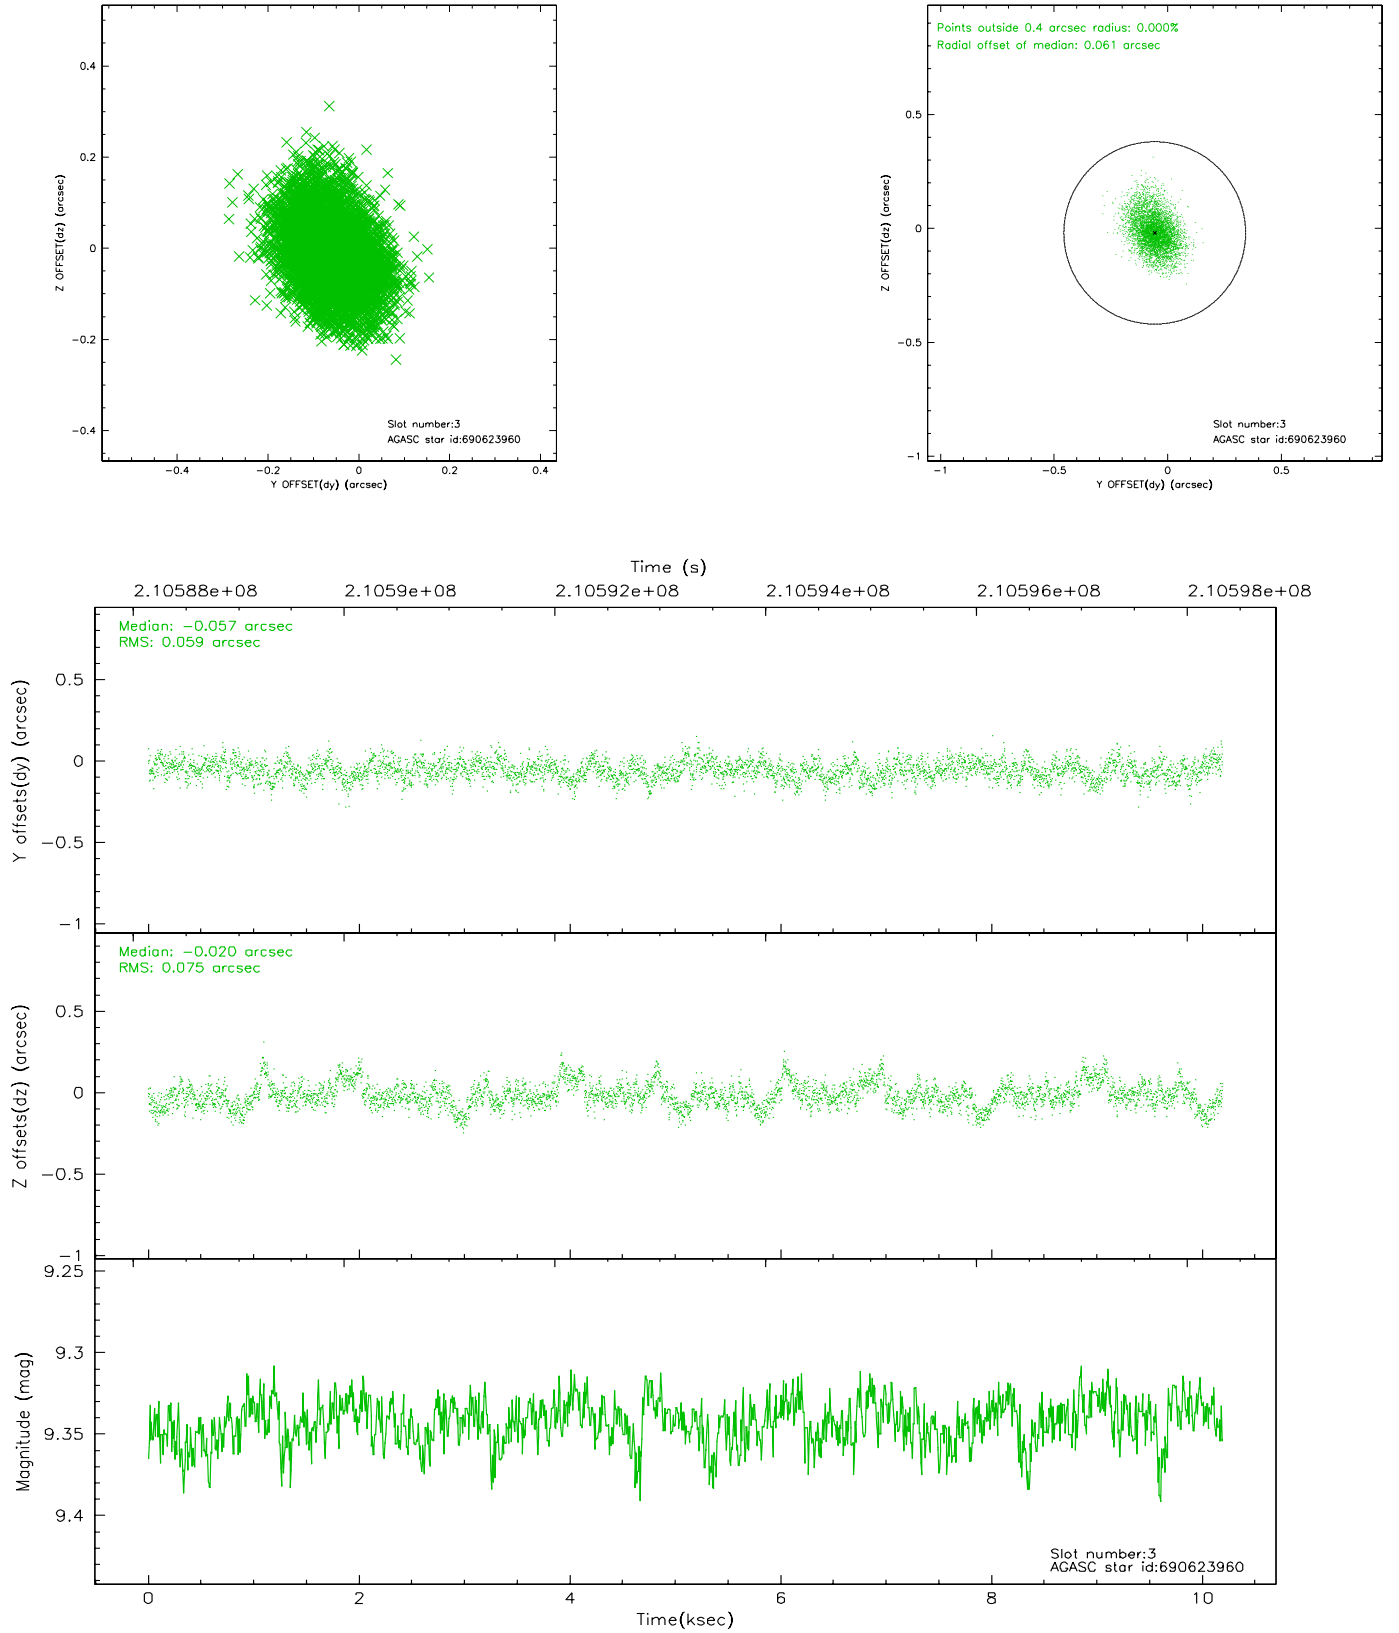 0.4
0.2
0
−0.2
−0.4
Z OFFSET(dz) (arcsec)
Slot number:3
AGASC star id:690623960
−0.4 −0.2 0 0.2 0.4
Y OFFSET(dy) (arcsec)
Points outside 0.4 arcsec radius: 0.000%
Radial offset of median: 0.061 arcsec
0.5
0
−0.5
−1
Z OFFSET(dz) (arcsec)
Slot number:3
AGASC star id:690623960
−1 −0.5 0 0.5
Y OFFSET(dy) (arcsec)
Time (s)
2.10588e+08 2.1059e+08 2.10592e+08 2.10594e+08 2.10596e+08 2.10598e+08
Median: −0.057 arcsec
RMS: 0.059 arcsec
0.5
0
−0.5
−1
Y offsets(dy) (arcsec)
Median: −0.020 arcsec
RMS: 0.075 arcsec
0.5
0
−0.5
−1
Z offsets(dz) (arcsec)
9.25
9.3
9.35
9.4
Magnitude (mag)
Slot number:3
AGASC star id:690623960
0 2 4 6 8 10
Time(ksec)